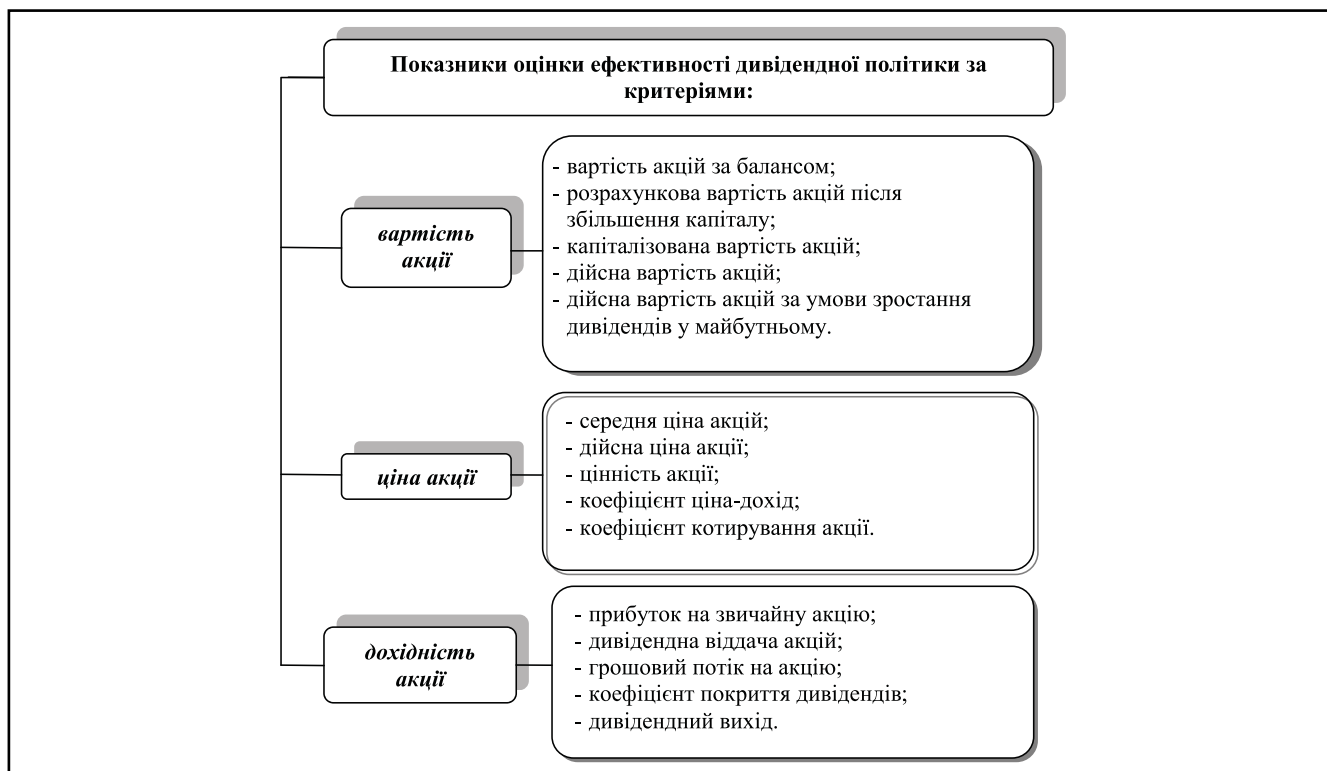 Показники оцінки ефективності дивідендної політики за
критеріями:
вартість
акції
- вартість акцій за балансом;
- розрахункова вартість акцій після
збільшення капіталу;
- капіталізована вартість акцій;
- дійсна вартість акцій;
- дійсна вартість акцій за умови зростання
дивідендів у майбутньому.
ціна акції
- середня ціна акцій;
- дійсна ціна акції;
- цінність акції;
- коефіцієнт ціна-дохід;
- коефіцієнт котирування акції.
дохідність
акції
- прибуток на звичайну акцію;
- дивідендна віддача акцій;
- грошовий потік на акцію;
- коефіцієнт покриття дивідендів;
- дивідендний вихід.